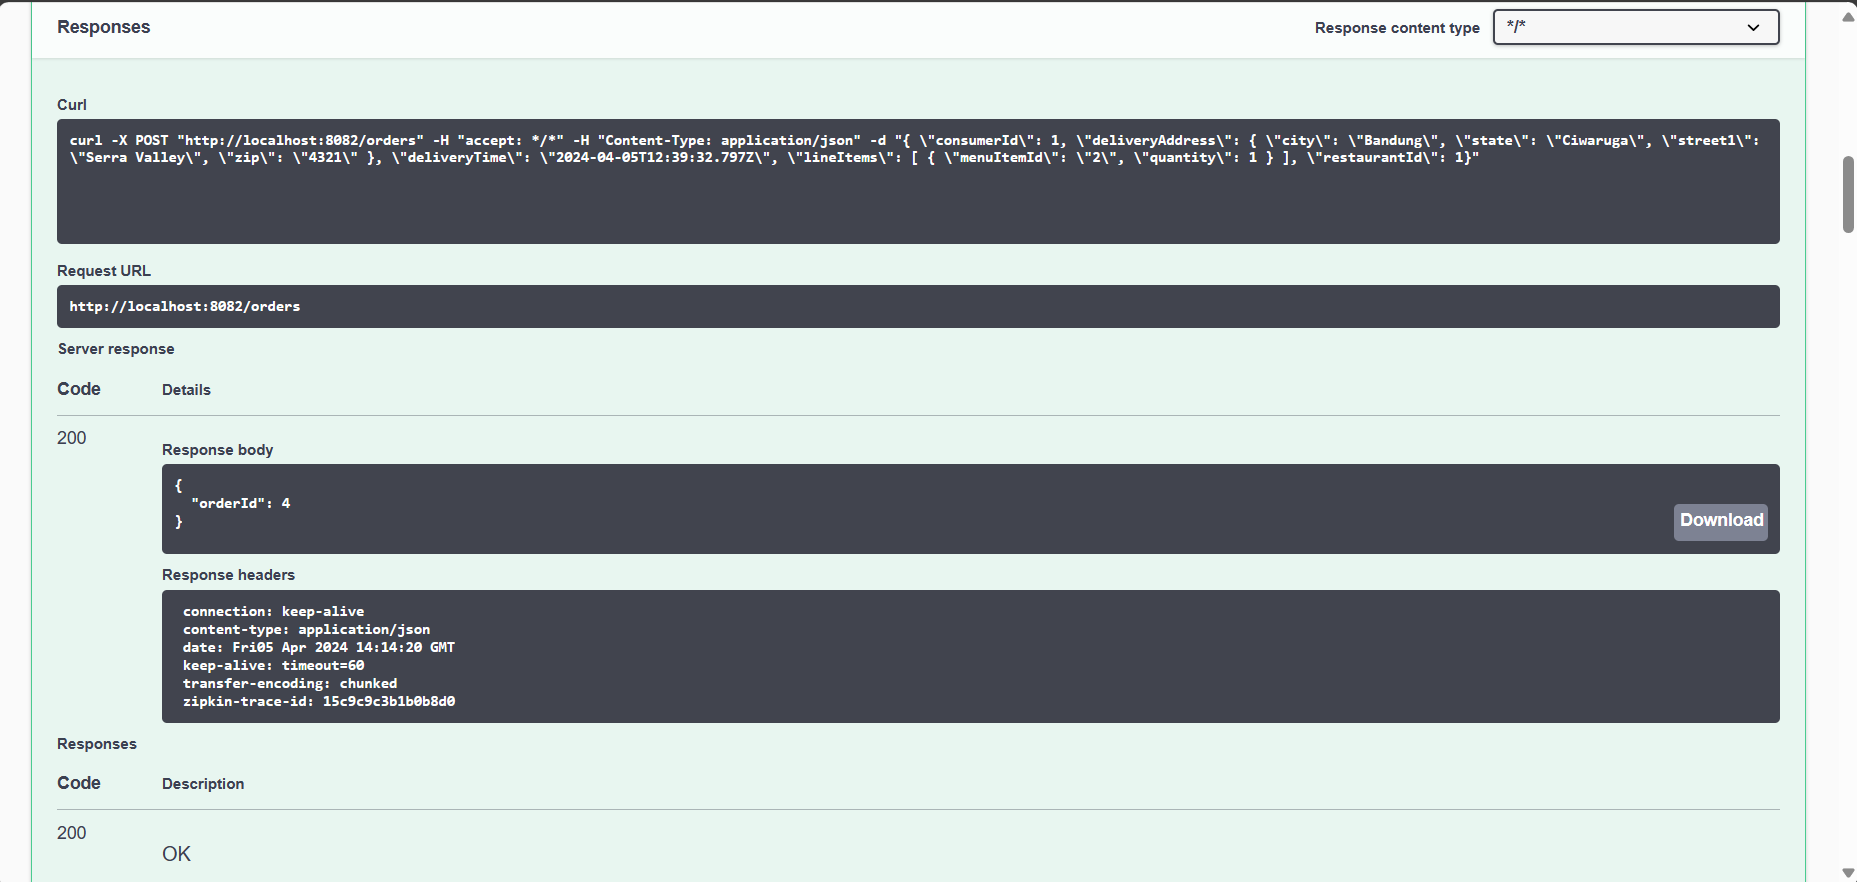 Responses
Response content type
*/*
Curl
curl -X POST "http://localhost:8082/orders" -H "accept: */*" -H "Content-Type: application/json" -d "{ \"consumerId\": 1, \"deliveryAddress\": { \"city\": \"Bandung\", \"state\": \"Ciwaruga\", \"street1\":
\"Serra Valley\", \"zip\": \"4321\" }, \"deliveryTime\": \"2024-04-05T12:39:32.797Z\", \"lineItems\": [ { \"menuItemId\": \"2\", \"quantity\": 1 } ], \"restaurantId\": 1}"
Request URL
http://localhost:8082/orders
Server response
Code Details
200
Response body
{
"orderId": 4
}
Download
Response headers
connection: keep-alive
content-type: application/json
date: Fri05 Apr 2024 14:14:20 GMT
keep-alive: timeout=60
transfer-encoding: chunked
zipkin-trace-id: 15c9c9c3b1b0b8d0
Responses
Code Description
200
OK